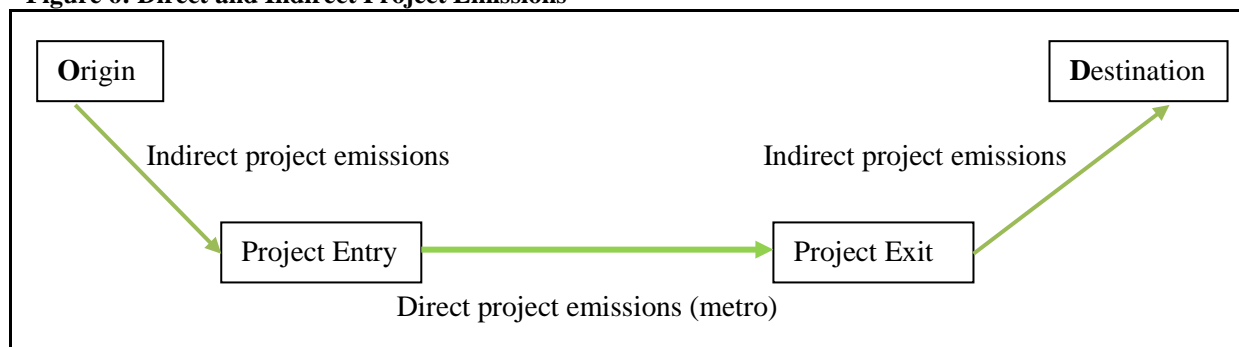 Figure 6: Direct and Indirect Project Emissions
Origin
Destination
Indirect project emissions
Indirect project emissions
Project Entry
Project Exit
Direct project emissions (metro)